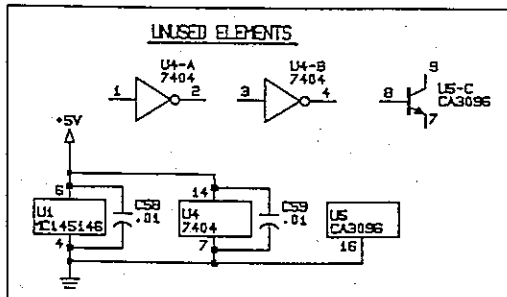 UNUSED ELEMENTS
U4-A
7404
1
2
U4-B
7404
3
4
9
8
U5-C
CA3096
7
+5V
6
U1
MC145146
4
C58
.01
14
U4
7404
7
C59
.01
U5
CA3096
16